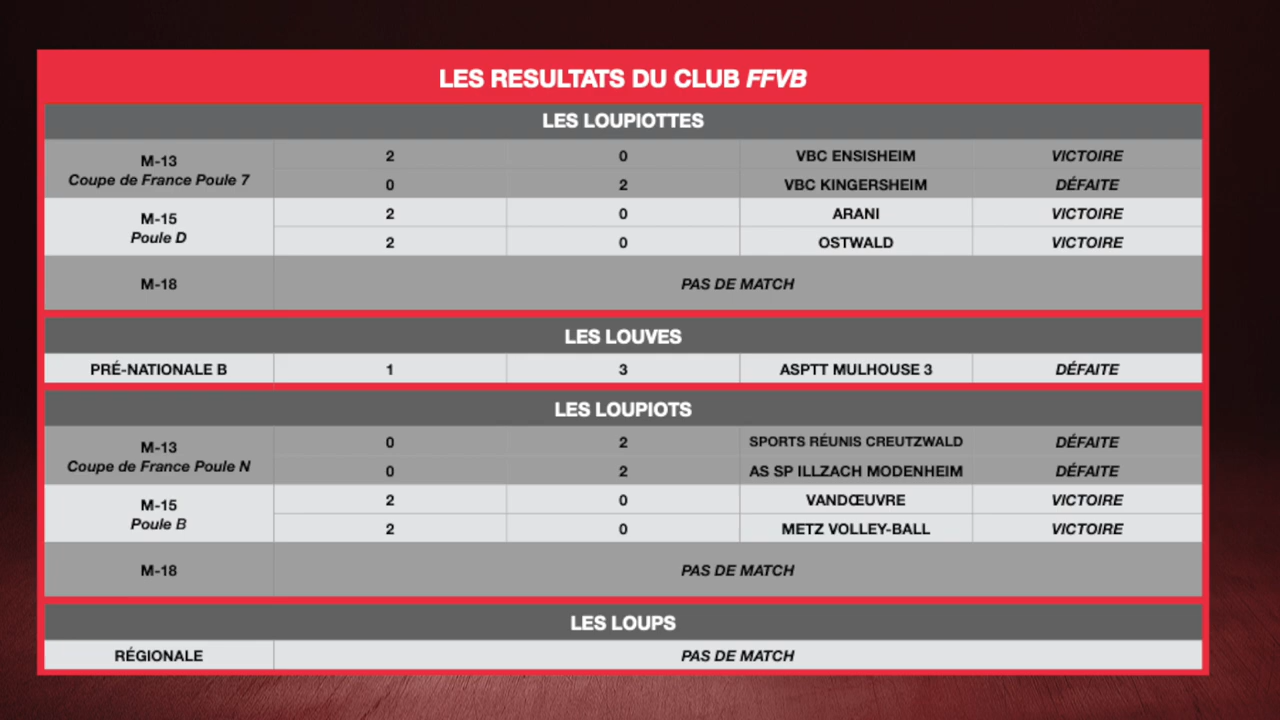 LES RESULTATS DU CLUB FFVB
LES LOUPIOTTES
M-13
Coupe de France Poule 7
2 0 VBC ENSISHEIM VICTOIRE
0 2 VBC KINGERSHEIM DÉFAITE
M-15
Poule D
2 0 ARANI VICTOIRE
2 0 OSTWALD VICTOIRE
M-18 PAS DE MATCH
LES LOUVES
PRÉ-NATIONALE B 1 3 ASPTT MULHOUSE 3 DÉFAITE
LES LOUPIOTS
M-13
Coupe de France Poule N
0 2 SPORTS RÉUNIS CREUTZWALD DÉFAITE
0 2 AS SP ILLZACH MODENHEIM DÉFAITE
M-15
Poule B
2 0 VANDŒUVRE VICTOIRE
2 0 METZ VOLLEY-BALL VICTOIRE
M-18 PAS DE MATCH
LES LOUPS
RÉGIONALE PAS DE MATCH